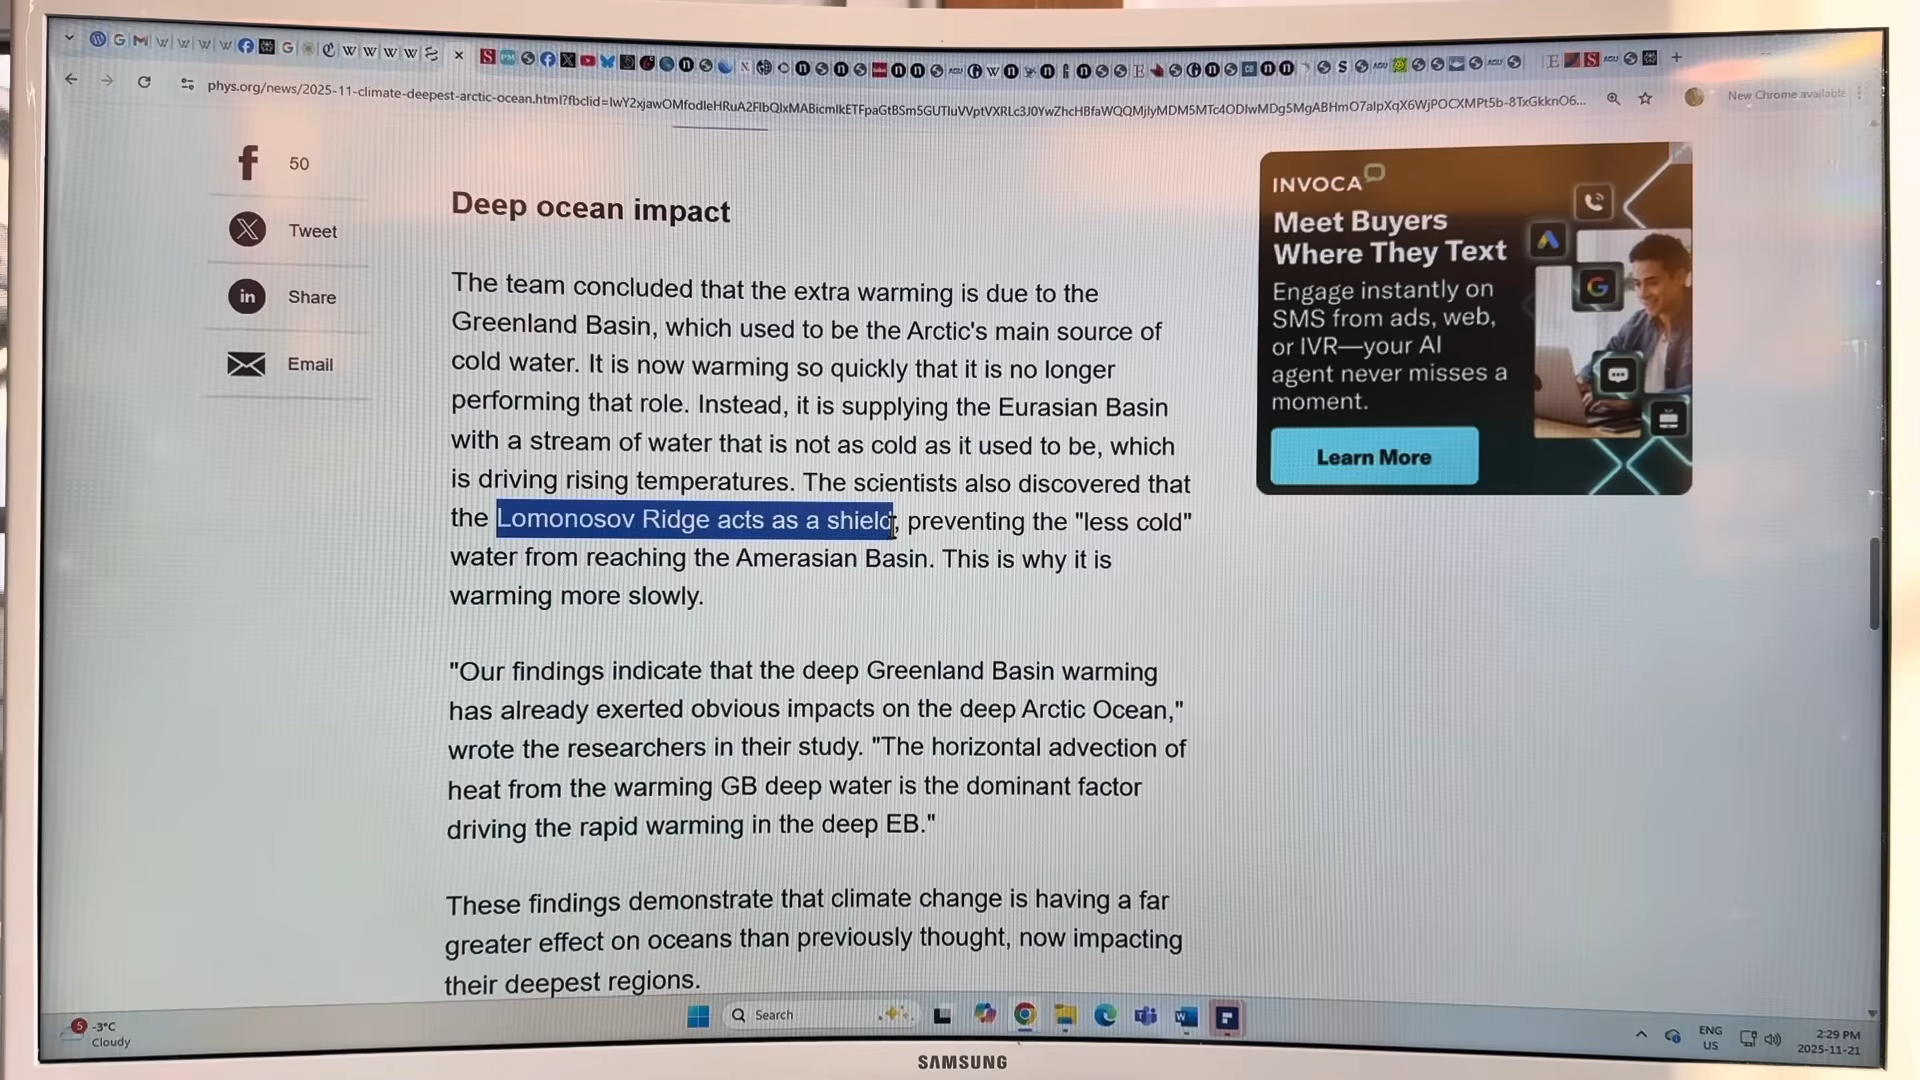 phys.org/news/2025-11-climate-deepest-arctic-ocean.html?fbclid=
New Chrome available
50
Tweet
Share
Email
Deep ocean impact
The team concluded that the extra warming is due to the
Greenland Basin, which used to be the Arctic's main source of
cold water. It is now warming so quickly that it is no longer
performing that role. Instead, it is supplying the Eurasian Basin
with a stream of water that is not as cold as it used to be, which
is driving rising temperatures. The scientists also discovered that
the Lomonosov Ridge acts as a shield, preventing the "less cold"
water from reaching the Amerasian Basin. This is why it is
warming more slowly.
"Our findings indicate that the deep Greenland Basin warming
has already exerted obvious impacts on the deep Arctic Ocean,"
wrote the researchers in their study. "The horizontal advection of
heat from the warming GB deep water is the dominant factor
driving the rapid warming in the deep EB."
These findings demonstrate that climate change is having a far
greater effect on oceans than previously thought, now impacting
their deepest regions.
INVOCA
Meet Buyers
Where They Text
Engage instantly on
SMS from ads, web,
or IVR—your AI
agent never misses a
moment.
Learn More
5
-3°C
Cloudy
Search
ENG
US
2:29 PM
2025-11-21
SAMSUNG